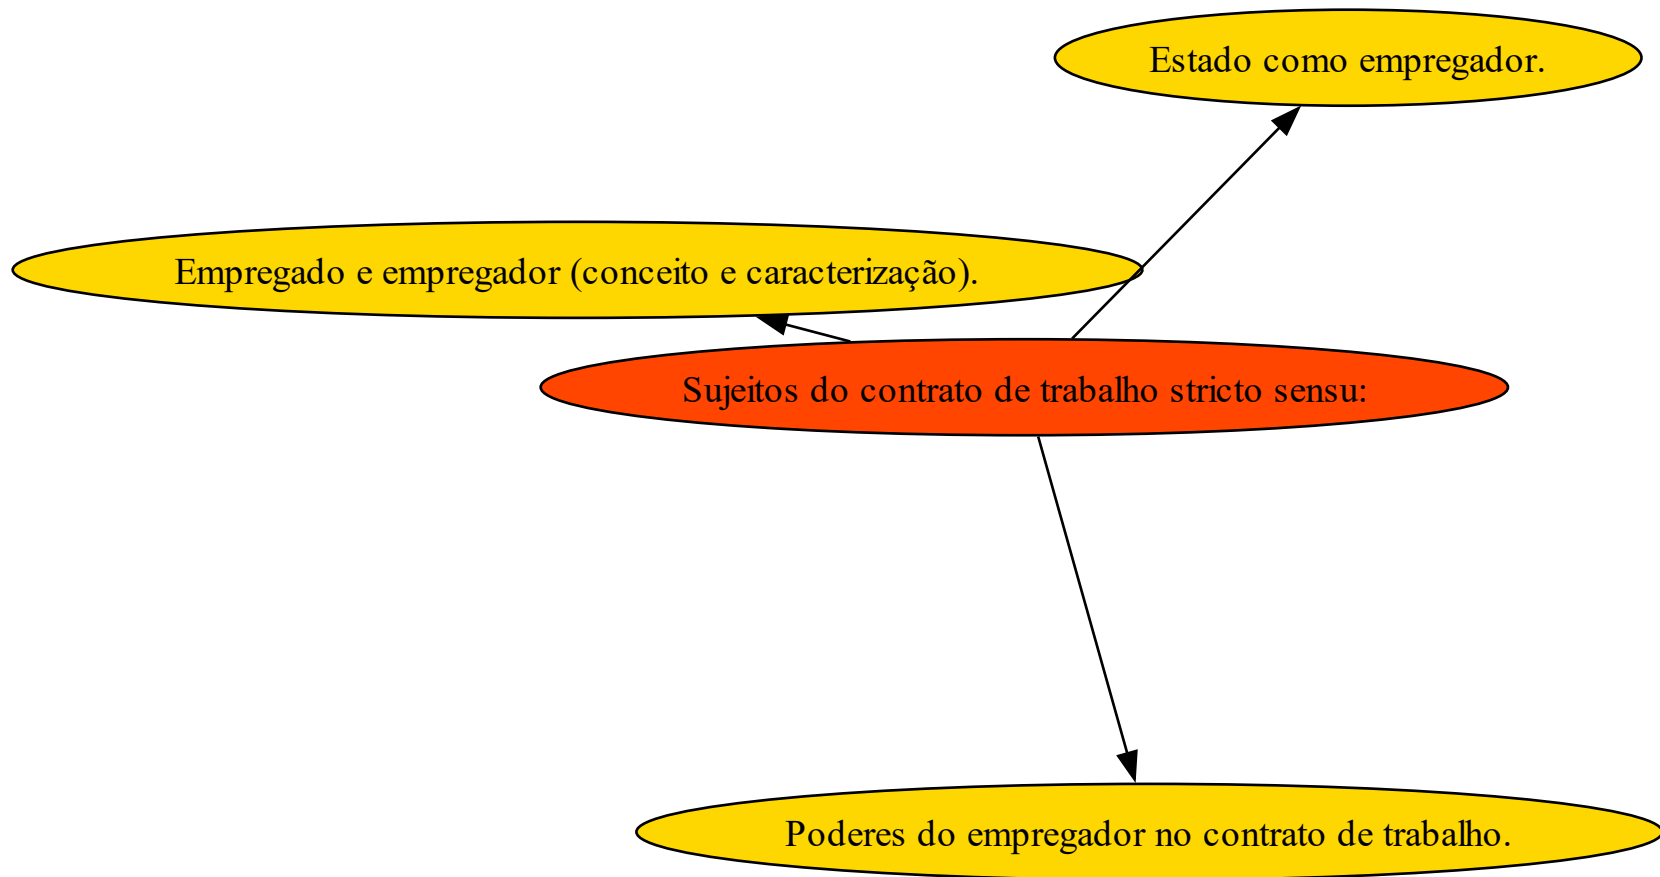 Estado como empregador.
Empregado e empregador (conceito e caracterização).
Sujeitos do contrato de trabalho stricto sensu:
Poderes do empregador no contrato de trabalho.